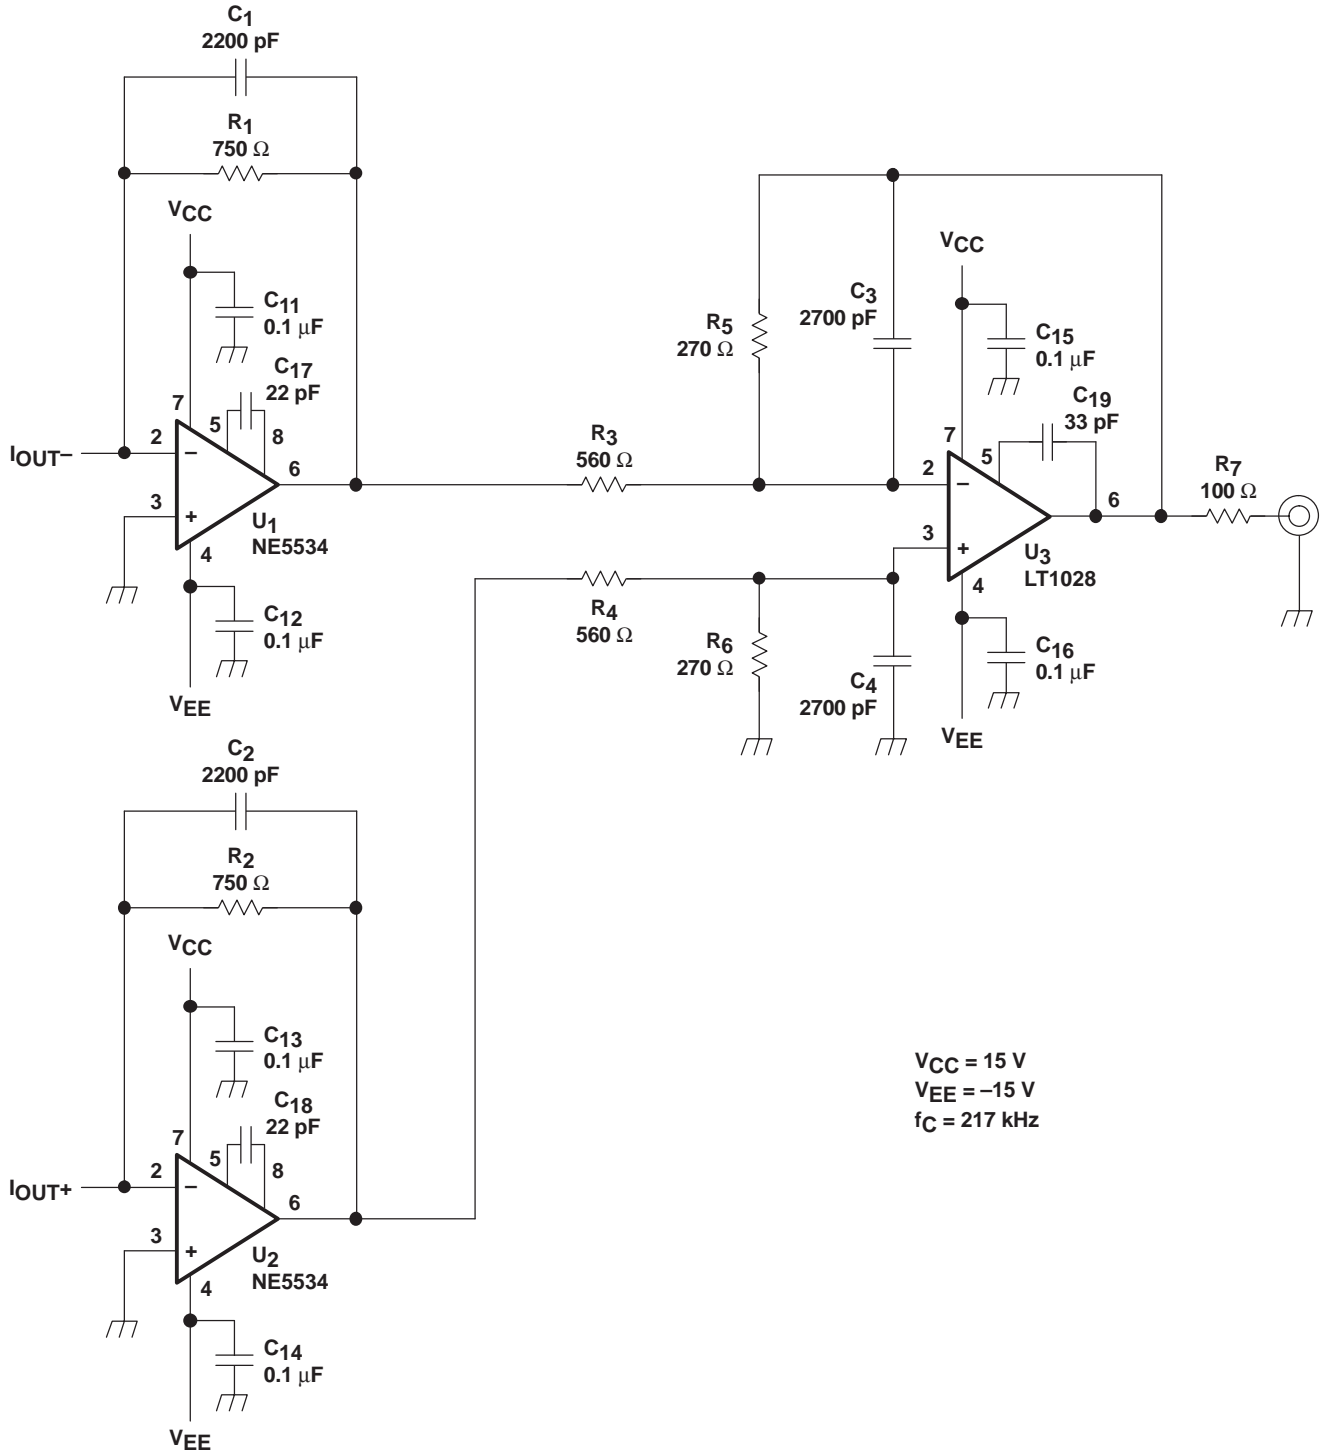 C1
2200 pF
R1
750 Ω
VCC
C11
0.1 μF
C17
22 pF
7
5
8
2
–
IOUT–
6
3
+
U1
NE5534
4
C12
0.1 μF
VEE
R3
560 Ω
R5
270 Ω
C3
2700 pF
VCC
C15
0.1 μF
C19
33 pF
7
5
2
–
6
R7
100 Ω
3
+
U3
LT1028
4
R4
560 Ω
R6
270 Ω
C4
2700 pF
C16
0.1 μF
VEE
C2
2200 pF
R2
750 Ω
VCC
C13
0.1 μF
C18
22 pF
7
5
8
2
–
IOUT+
6
3
+
U2
NE5534
4
C14
0.1 μF
VEE
VCC = 15 V
VEE = –15 V
fC = 217 kHz